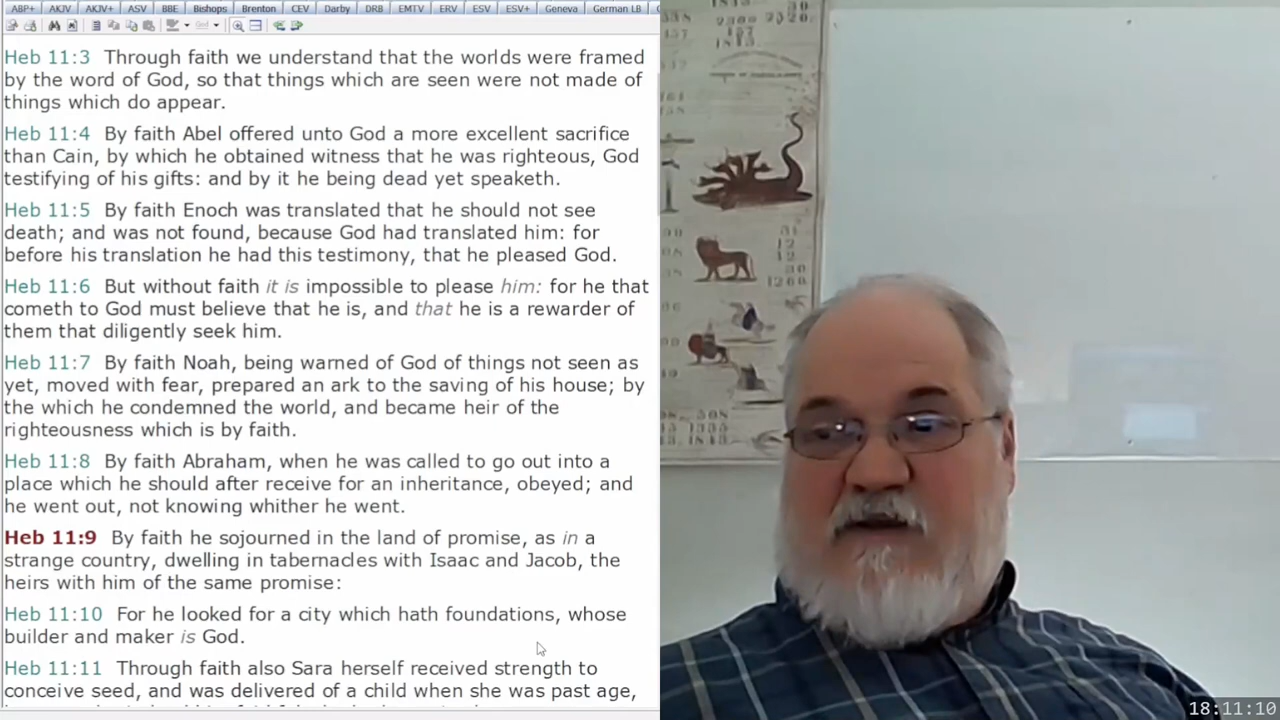 ABP+ AKJV AKJV+ ASV BBE Bishops Brenton CEV Darby DRB EMTV ERV ESV ESV+ Geneva German LB
Heb 11:3 Through faith we understand that the worlds were framed
by the word of God, so that things which are seen were not made of
things which do appear.
Heb 11:4 By faith Abel offered unto God a more excellent sacrifice
than Cain, by which he obtained witness that he was righteous, God
testifying of his gifts: and by it he being dead yet speaketh.
Heb 11:5 By faith Enoch was translated that he should not see
death; and was not found, because God had translated him: for
before his translation he had this testimony, that he pleased God.
Heb 11:6 But without faith it is impossible to please him: for he that
cometh to God must believe that he is, and that he is a rewarder of
them that diligently seek him.
Heb 11:7 By faith Noah, being warned of God of things not seen as
yet, moved with fear, prepared an ark to the saving of his house; by
the which he condemned the world, and became heir of the
righteousness which is by faith.
Heb 11:8 By faith Abraham, when he was called to go out into a
place which he should after receive for an inheritance, obeyed; and
he went out, not knowing whither he went.
Heb 11:9 By faith he sojourned in the land of promise, as in a
strange country, dwelling in tabernacles with Isaac and Jacob, the
heirs with him of the same promise:
Heb 11:10 For he looked for a city which hath foundations, whose
builder and maker is God.
Heb 11:11 Through faith also Sara herself received strength to
conceive seed, and was delivered of a child when she was past age,
30
12
12
30
1260
18:11:10